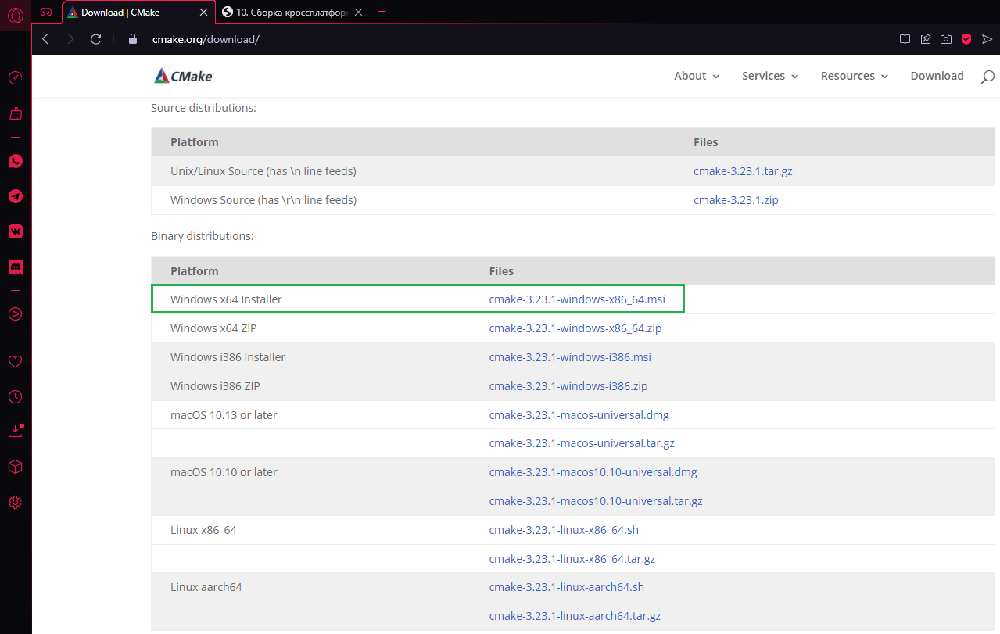 Download | CMake
10. Сборка кроссплатфор
cmake.org/download/
CMake
About Services Resources Download
Source distributions:
Platform Files
Unix/Linux Source (has \n line feeds) cmake-3.23.1.tar.gz
Windows Source (has \r\n line feeds) cmake-3.23.1.zip
Binary distributions:
Platform Files
Windows x64 Installer cmake-3.23.1-windows-x86_64.msi
Windows x64 ZIP cmake-3.23.1-windows-x86_64.zip
Windows i386 Installer cmake-3.23.1-windows-i386.msi
Windows i386 ZIP cmake-3.23.1-windows-i386.zip
macOS 10.13 or later cmake-3.23.1-macos-universal.dmg
cmake-3.23.1-macos-universal.tar.gz
macOS 10.10 or later cmake-3.23.1-macos10.10-universal.dmg
cmake-3.23.1-macos10.10-universal.tar.gz
Linux x86_64 cmake-3.23.1-linux-x86_64.sh
cmake-3.23.1-linux-x86_64.tar.gz
Linux aarch64 cmake-3.23.1-linux-aarch64.sh
cmake-3.23.1-linux-aarch64.tar.gz